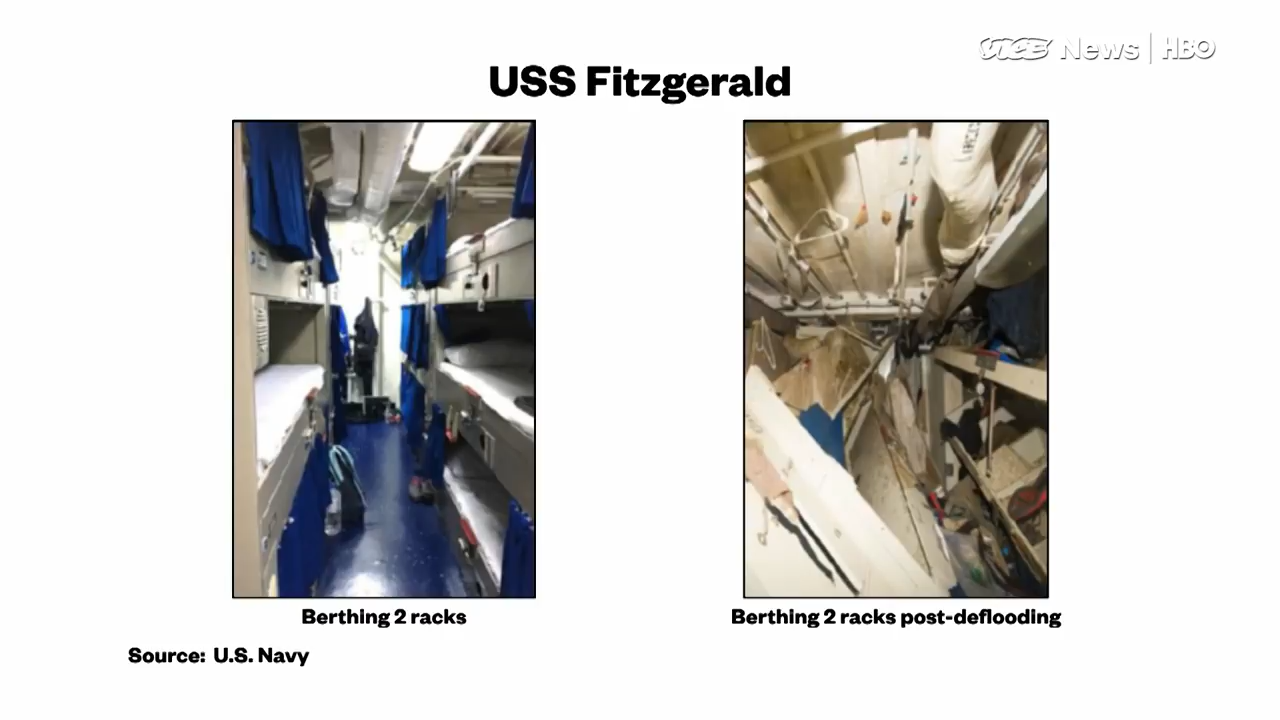 VICE News | HBO
USS Fitzgerald
Berthing 2 racks
Berthing 2 racks post-deflooding
Source: U.S. Navy